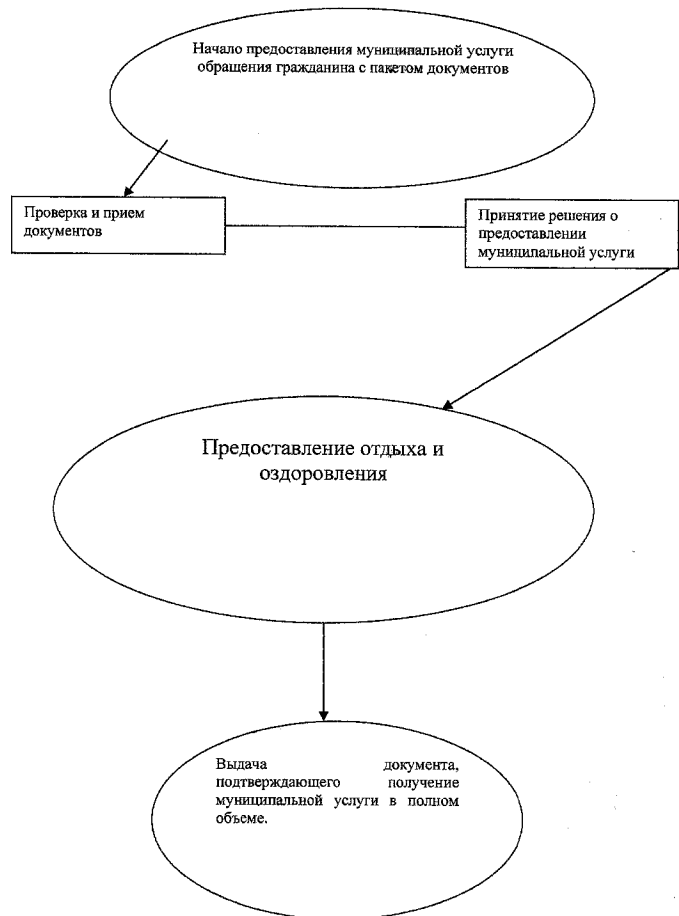 Начало предоставления муниципальной услуги
обращения гражданина с пакетом документов
Проверка и прием
документов
Принятие решения о
предоставлении
муниципальной услуги
Предоставление отдыха и
оздоровления
Выдача документа,
подтверждающего получение
муниципальной услуги в полном
объеме.